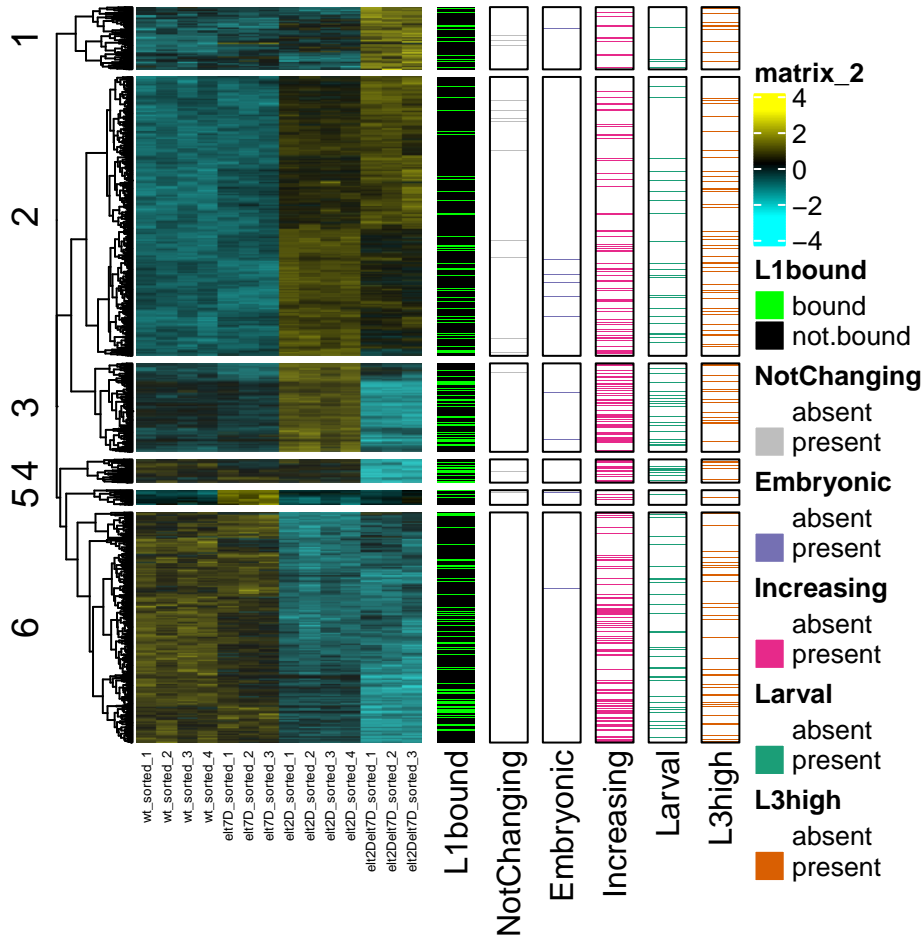 1
2
3
54
6
wt_sorted_1
wt_sorted_2
wt_sorted_3
wt_sorted_4
elt7D_sorted_1
elt7D_sorted_2
elt7D_sorted_3
elt2D_sorted_1
elt2D_sorted_2
elt2D_sorted_3
elt2D_sorted_4
elt2Delt7D_sorted_1
elt2Delt7D_sorted_2
elt2Delt7D_sorted_3
L1bound
NotChanging
Embryonic
Increasing
Larval
L3high
matrix_2
4
2
0
−2
−4
L1bound
bound
not.bound
NotChanging
absent
present
Embryonic
absent
present
Increasing
absent
present
Larval
absent
present
L3high
absent
present